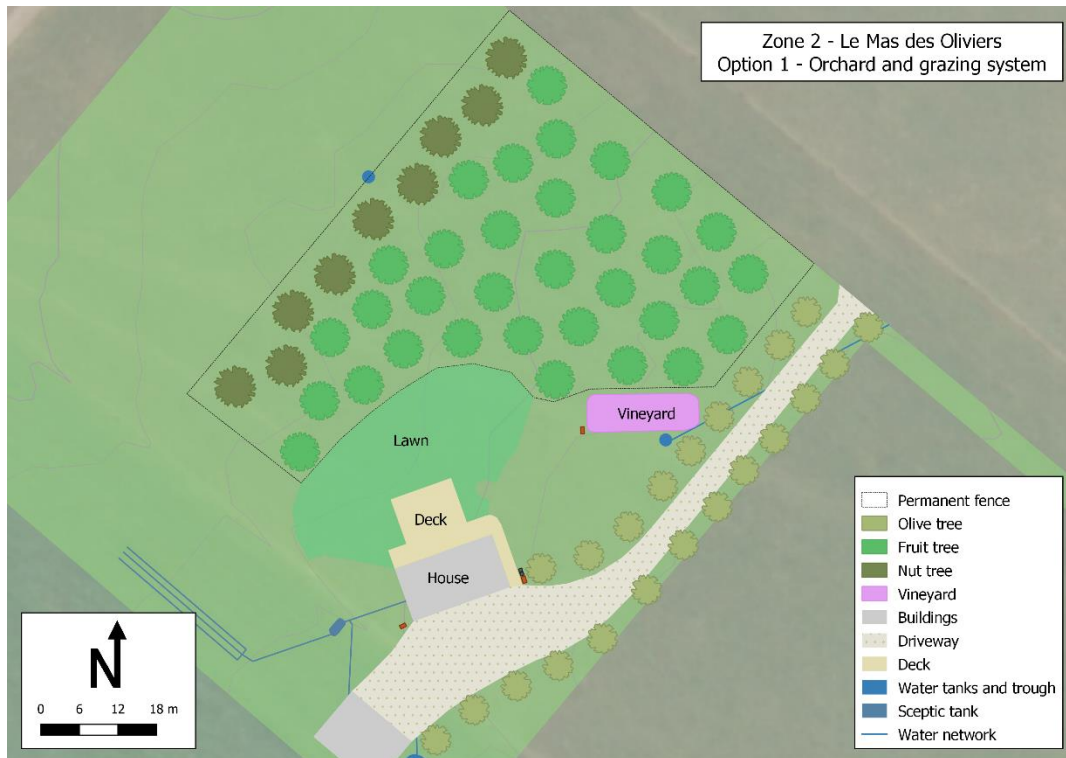 Zone 2 - Le Mas des Oliviers
Option 1 - Orchard and grazing system
Vineyard
Lawn
Deck
House
Permanent fence
Olive tree
Fruit tree
Nut tree
Vineyard
Buildings
Driveway
Deck
Water tanks and trough
Sceptic tank
Water network
N
0 6 12 18 m